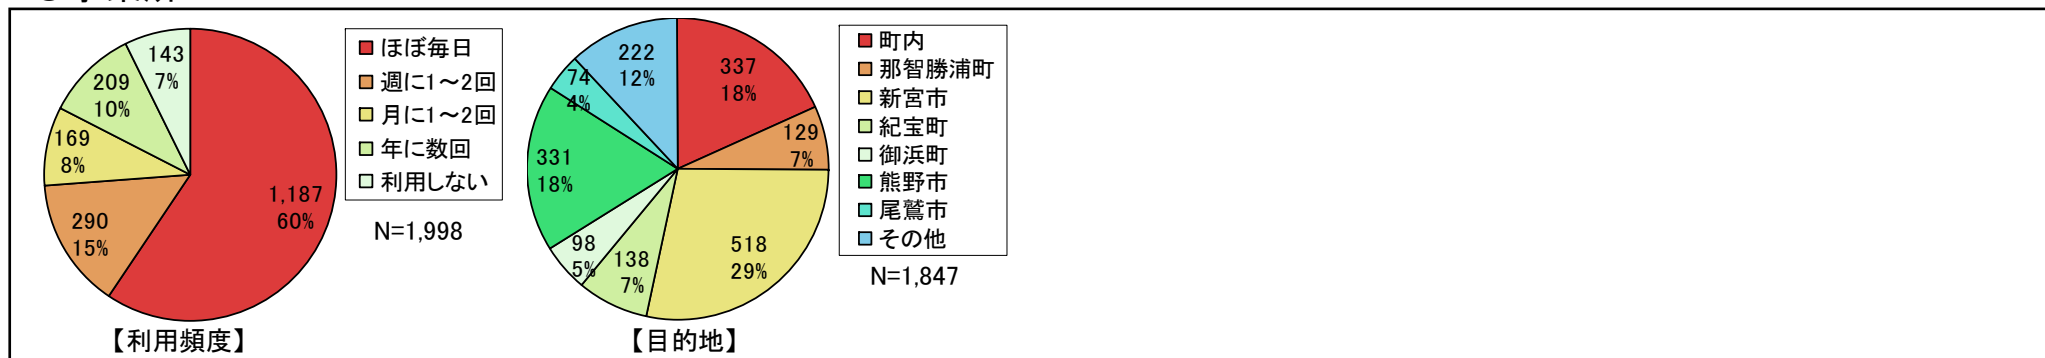 143
7%
209
10%
169
8%
290
15%
1,187
60%
ほぼ毎日
週に1～2回
月に1～2回
年に数回
利用しない
N=1,998
【利用頻度】
222
12%
74
4%
337
18%
129
7%
331
18%
98
5%
138
7%
518
29%
町内
那智勝浦町
新宮市
紀宝町
御浜町
熊野市
尾鷲市
その他
N=1,847
【目的地】